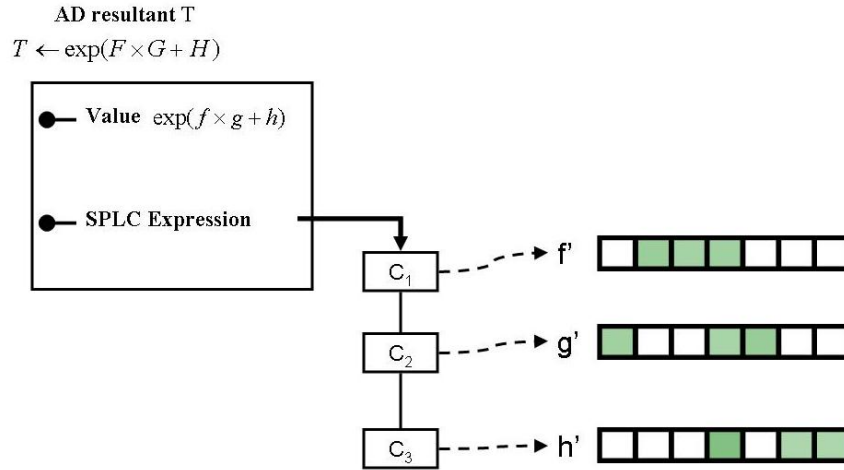 AD resultant T
T ← exp(F × G + H)
Value exp(f × g + h)
SPLC Expression
C₁
f'
C₂
g'
C₃
h'